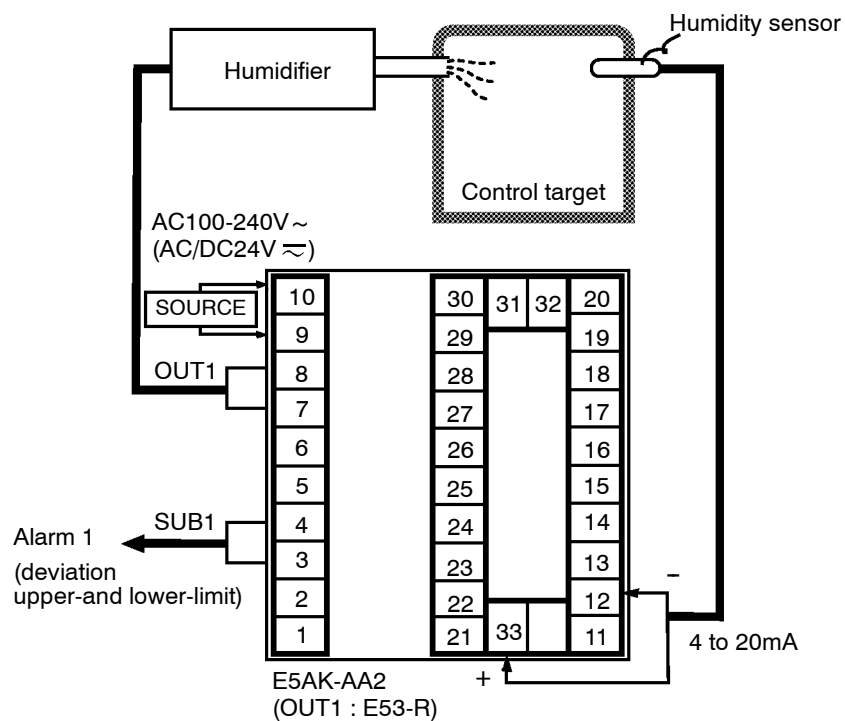 Humidity sensor
Humidifier
Control target
AC100-240V ~
(AC/DC24V ⎓)
SOURCE
OUT1
SUB1
Alarm 1
(deviation
upper-and lower-limit)
10
9
8
7
6
5
4
3
2
1
30
29
28
27
26
25
24
23
22
21
31 32
33
20
19
18
17
16
15
14
13
12
11
−
+
4 to 20mA
E5AK-AA2
(OUT1 : E53-R)